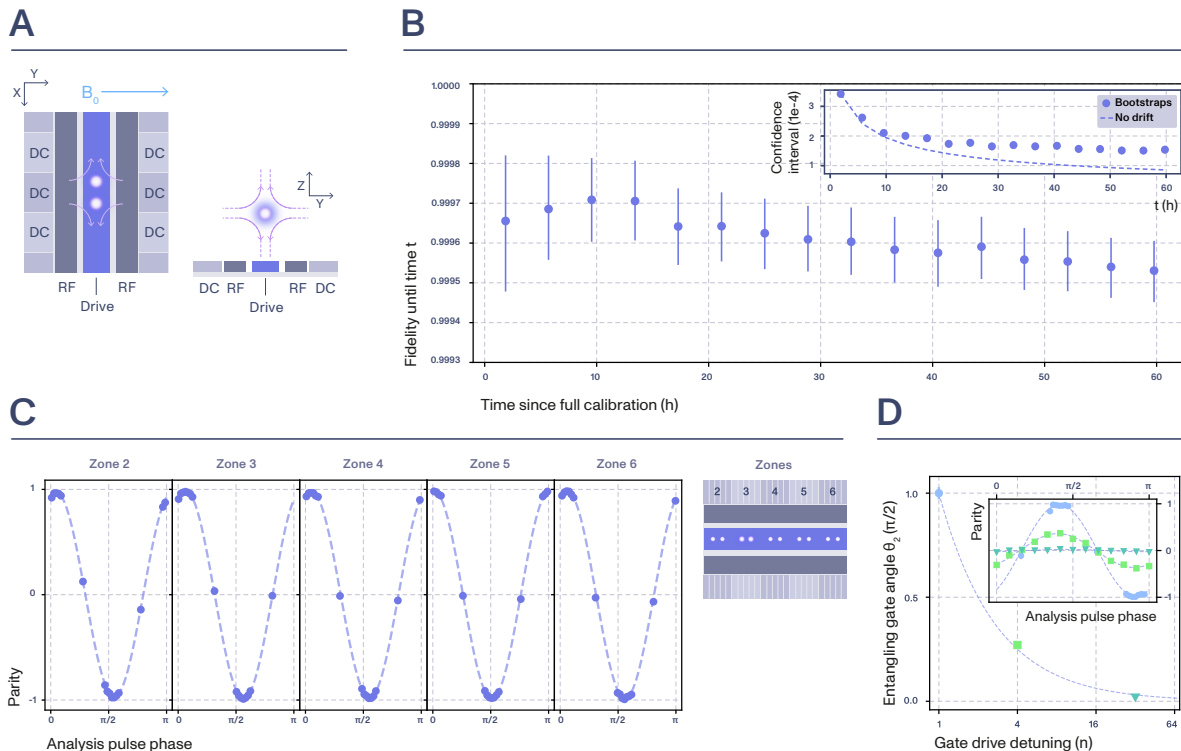 A
Y
X
B₀
DC
DC
DC
DC
DC
DC
RF
RF
Drive
Z
Y
DC
RF
RF
DC
Drive
B
Fidelity until time t
1.0000
0.9999
0.9998
0.9997
0.9996
0.9995
0.9994
0.9993
0 10 20 30 40 50 60
Time since full calibration (h)
Confidence
interval (1e-4)
3
2
1
Bootstraps
No drift
0 10 20 30 40 50 60
t (h)
C
Zone 2 Zone 3 Zone 4 Zone 5 Zone 6
Parity
1
0
-1
0 π/2 π 0 π/2 π 0 π/2 π 0 π/2 π 0 π/2 π
Analysis pulse phase
Zones
2 3 4 5 6
D
Entangling gate angle θ₂ (π/2)
1.0
0.5
0.0
1 4 16 64
Gate drive detuning (n)
0 π/2 π
Parity
1
0
-1
Analysis pulse phase